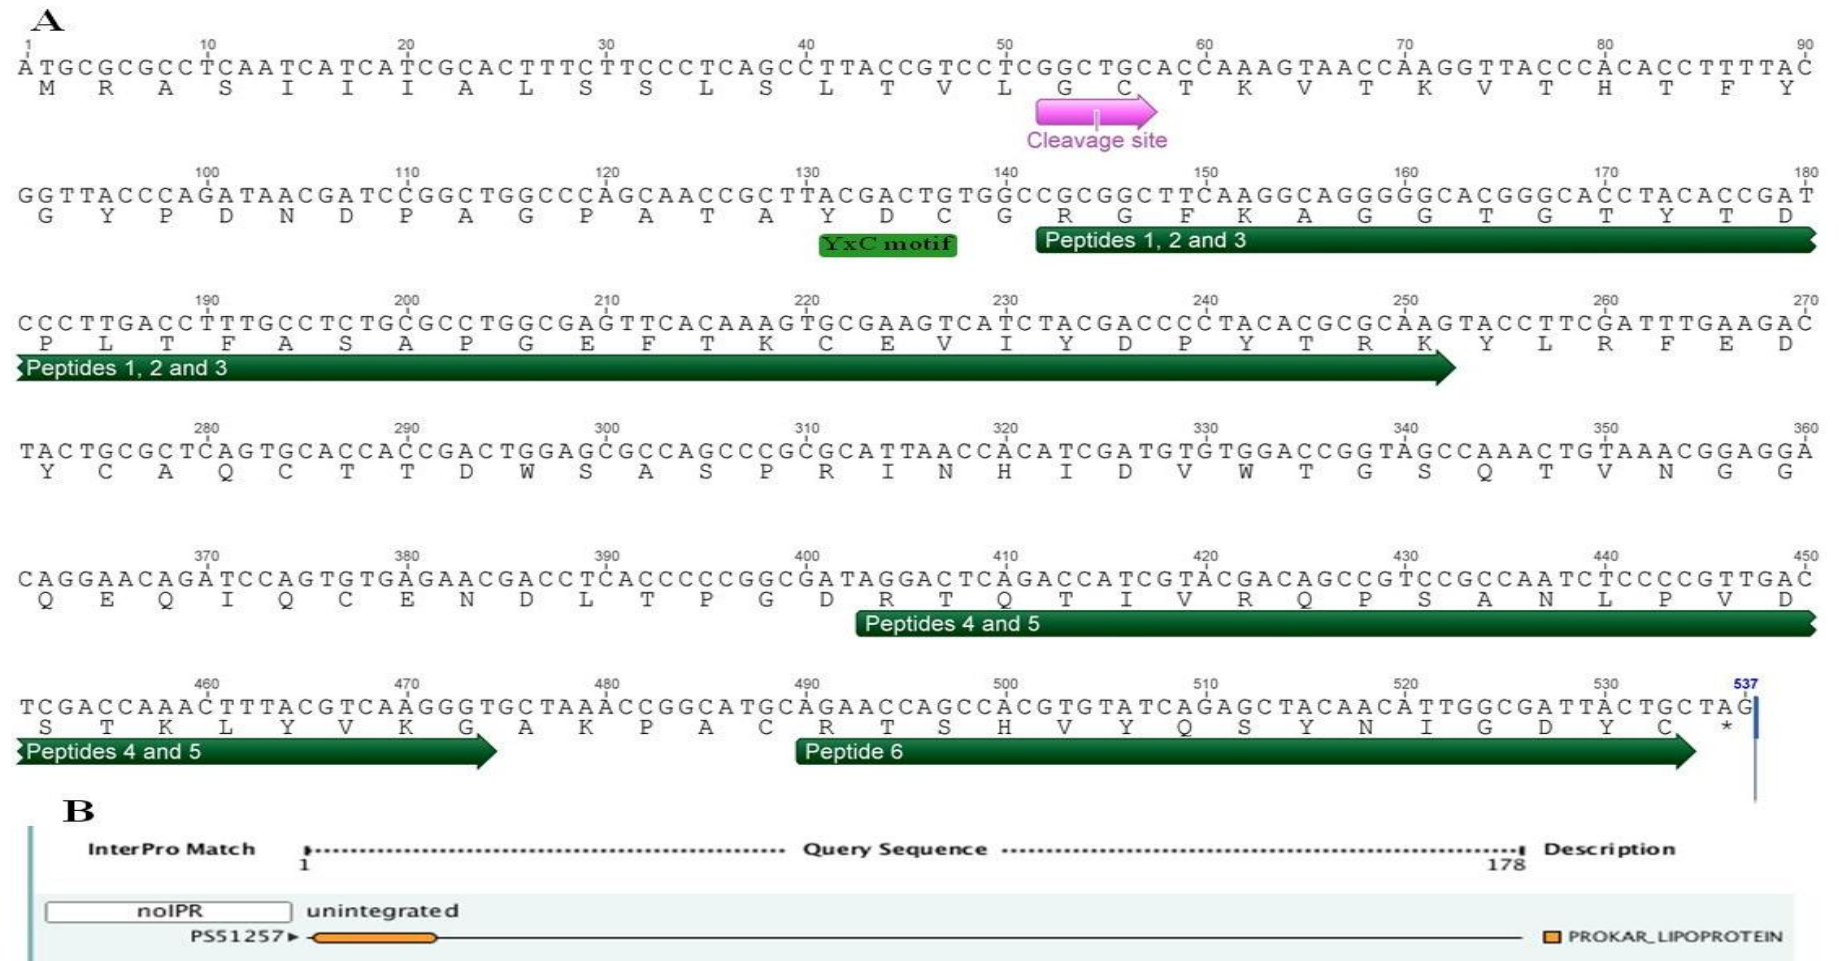 A
1 10 20 30 40 50 60 70 80 90
ATGCGCGCCTCAATCATCATCGCACTTTCTTCCCTCAGCCTTACCGTCCTCGGCTGCACCAAAGTAACCAAGGTTACCCACACCTTTTAC
M R A S I I I A L S S L S L T V L G C T K V T K V T H T F Y
Cleavage site
100 110 120 130 140 150 160 170 180
GGTTACCCAGATAACGATCCGGCTGGCCCAGCAACCGCTTACGACTGTGGCCGCGGCTTCAAGGCAGGGGGCACGGGCACCTACACCGAT
G Y P D N D P A G P A T A Y D C G R G F K A G G T G T Y T D
YxC motif Peptides 1, 2 and 3
190 200 210 220 230 240 250 260 270
CCCTTGACCTTTGCCTCTGCGCCTGGCGAGTTCACAAAGTGCGAAGTCATCTACGACCCCTACACGCGCAAGTACCTTCGATTTGAAGAC
P L T F A S A P G E F T K C E V I Y D P Y T R K Y L R F E D
Peptides 1, 2 and 3
280 290 300 310 320 330 340 350 360
TACTGCGCTCAGTGCACCACCGACTGGAGCGCCAGCCCGCGCATTAACCACATCGATGTGTGGACCGGTAGCCAAACTGTAAACGGAGGA
Y C A Q C T T D W S A S P R I N H I D V W T G S Q T V N G G
370 380 390 400 410 420 430 440 450
CAGGAACAGATCCAGTGTGAGAACGACCTCACCCCCGGCGATAGGACTCAGACCATCGTACGACAGCCGTCCGCCAATCTCCCCGTTGAC
Q E Q I Q C E N D L T P G D R T Q T I V R Q P S A N L P V D
Peptides 4 and 5
460 470 480 490 500 510 520 530 537
TCGACCAAACTTTACGTCAAGGGTGCTAAACCGGCATGCAGAACCAGCCACGTGTATCAGAGCTACAACATTGGCGATTACTGCTAG
S T K L Y V K G A K P A C R T S H V Y Q S Y N I G D Y C *
Peptides 4 and 5 Peptide 6
B
InterPro Match 1 Query Sequence 178 Description
noIPR unintegrated
PS51257 PROKAR_LIPOPROTEIN